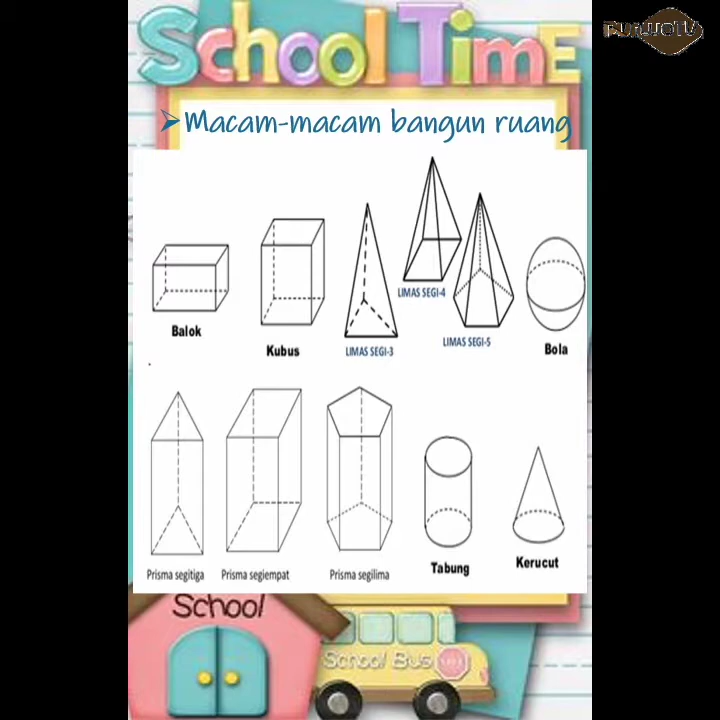 School Time
purwati
➢Macam-macam bangun ruang
LIMAS SEGI-4
Balok
Kubus
LIMAS SEGI-3
LIMAS SEGI-5
Bola
Prisma segitiga
Prisma segiempat
Prisma segilima
Tabung
Kerucut
School
School Bus